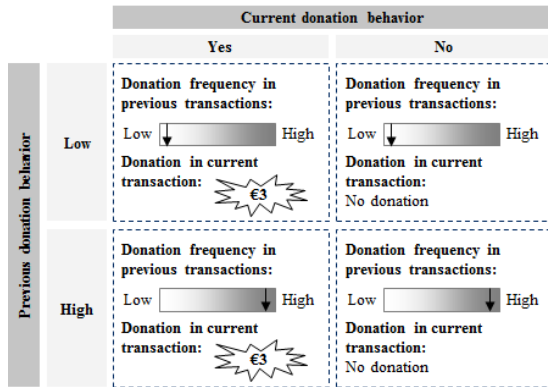 Current donation behavior
Yes
No
Previous donation behavior
Low
Donation frequency in
previous transactions:
Low
High
Donation in current
transaction:
€3
Donation frequency in
previous transactions:
Low
High
Donation in current
transaction:
No donation
High
Donation frequency in
previous transactions:
Low
High
Donation in current
transaction:
€3
Donation frequency in
previous transactions:
Low
High
Donation in current
transaction:
No donation